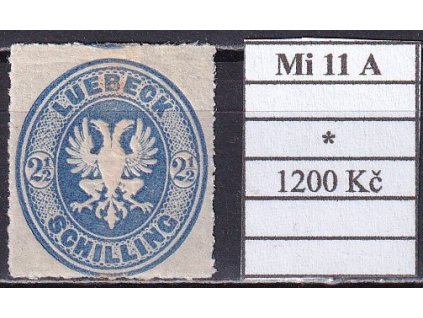 LUEBECK
2½ 2½
SCHILLING
Mi 11 A
*
1200 Kč